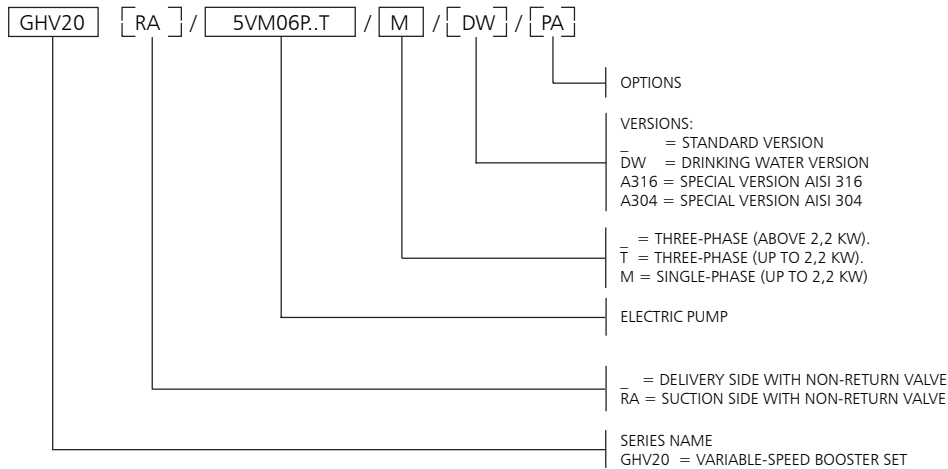 GHV20 RA / 5VM06P..T / M / DW / PA
OPTIONS
VERSIONS:
_ = STANDARD VERSION
DW = DRINKING WATER VERSION
A316 = SPECIAL VERSION AISI 316
A304 = SPECIAL VERSION AISI 304
_ = THREE-PHASE (ABOVE 2,2 KW).
T = THREE-PHASE (UP TO 2,2 KW).
M = SINGLE-PHASE (UP TO 2,2 KW)
ELECTRIC PUMP
_ = DELIVERY SIDE WITH NON-RETURN VALVE
RA = SUCTION SIDE WITH NON-RETURN VALVE
SERIES NAME
GHV20 = VARIABLE-SPEED BOOSTER SET